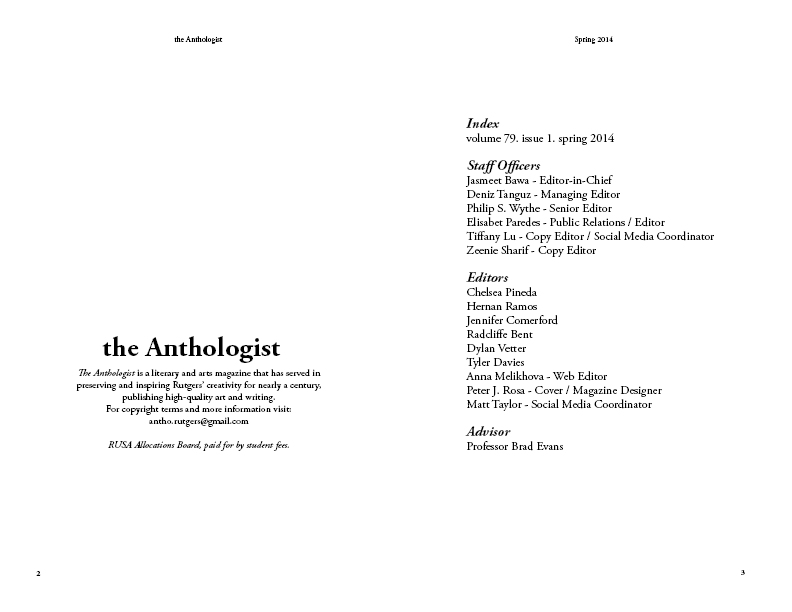 the Anthologist
the Anthologist
The Anthologist is a literary and arts magazine that has served in
preserving and inspiring Rutgers' creativity for nearly a century,
publishing high-quality art and writing.
For copyright terms and more information visit:
antho.rutgers@gmail.com
RUSA Allocations Board, paid for by student fees.
2
Spring 2014
Index
volume 79. issue 1. spring 2014
Staff Officers
Jasmeet Bawa - Editor-in-Chief
Deniz Tanguz - Managing Editor
Philip S. Wythe - Senior Editor
Elisabet Paredes - Public Relations / Editor
Tiffany Lu - Copy Editor / Social Media Coordinator
Zeenie Sharif - Copy Editor
Editors
Chelsea Pineda
Hernan Ramos
Jennifer Comerford
Radcliffe Bent
Dylan Vetter
Tyler Davies
Anna Melikhova - Web Editor
Peter J. Rosa - Cover / Magazine Designer
Matt Taylor - Social Media Coordinator
Advisor
Professor Brad Evans
3